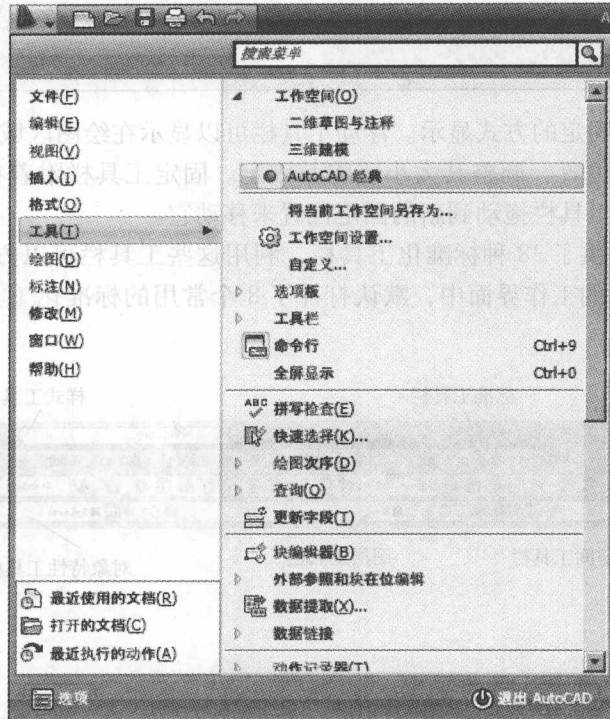 搜索菜单
文件(F)
编辑(E)
视图(V)
插入(I)
格式(O)
工具(T)
绘图(D)
标注(N)
修改(M)
窗口(W)
帮助(H)
最近使用的文档(R)
打开的文档(C)
最近执行的动作(A)
工作空间(O)
二维草图与注释
三维建模
AutoCAD 经典
将当前工作空间另存为...
工作空间设置...
自定义...
选项板
工具栏
命令行 Ctrl+9
全屏显示 Ctrl+0
ABC 拼写检查(E)
快速选择(K)...
绘图次序(D)
查询(Q)
更新字段(T)
块编辑器(B)
外部参照和块在位编辑
数据提取(X)...
数据链接
动作记录器(T)
选项
退出 AutoCAD